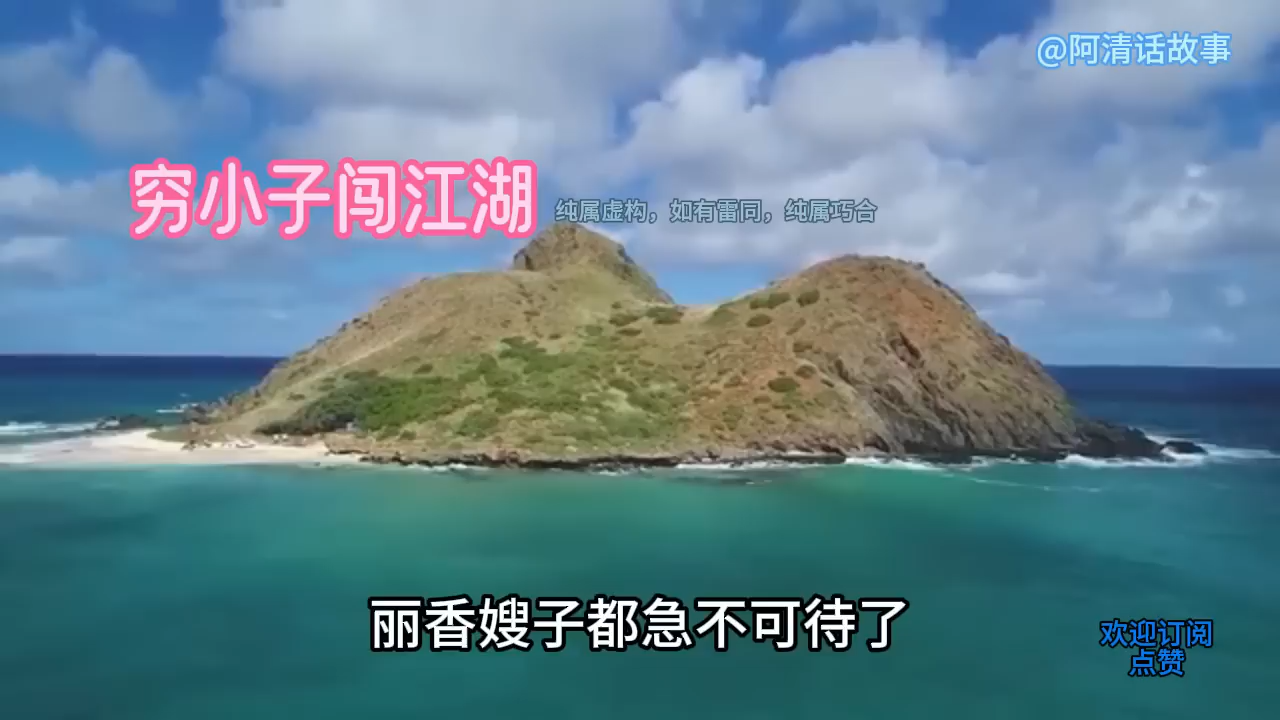 @阿清话故事
穷小子闯江湖
纯属虚构，如有雷同，纯属巧合
丽香嫂子都急不可待了
欢迎订阅
点赞